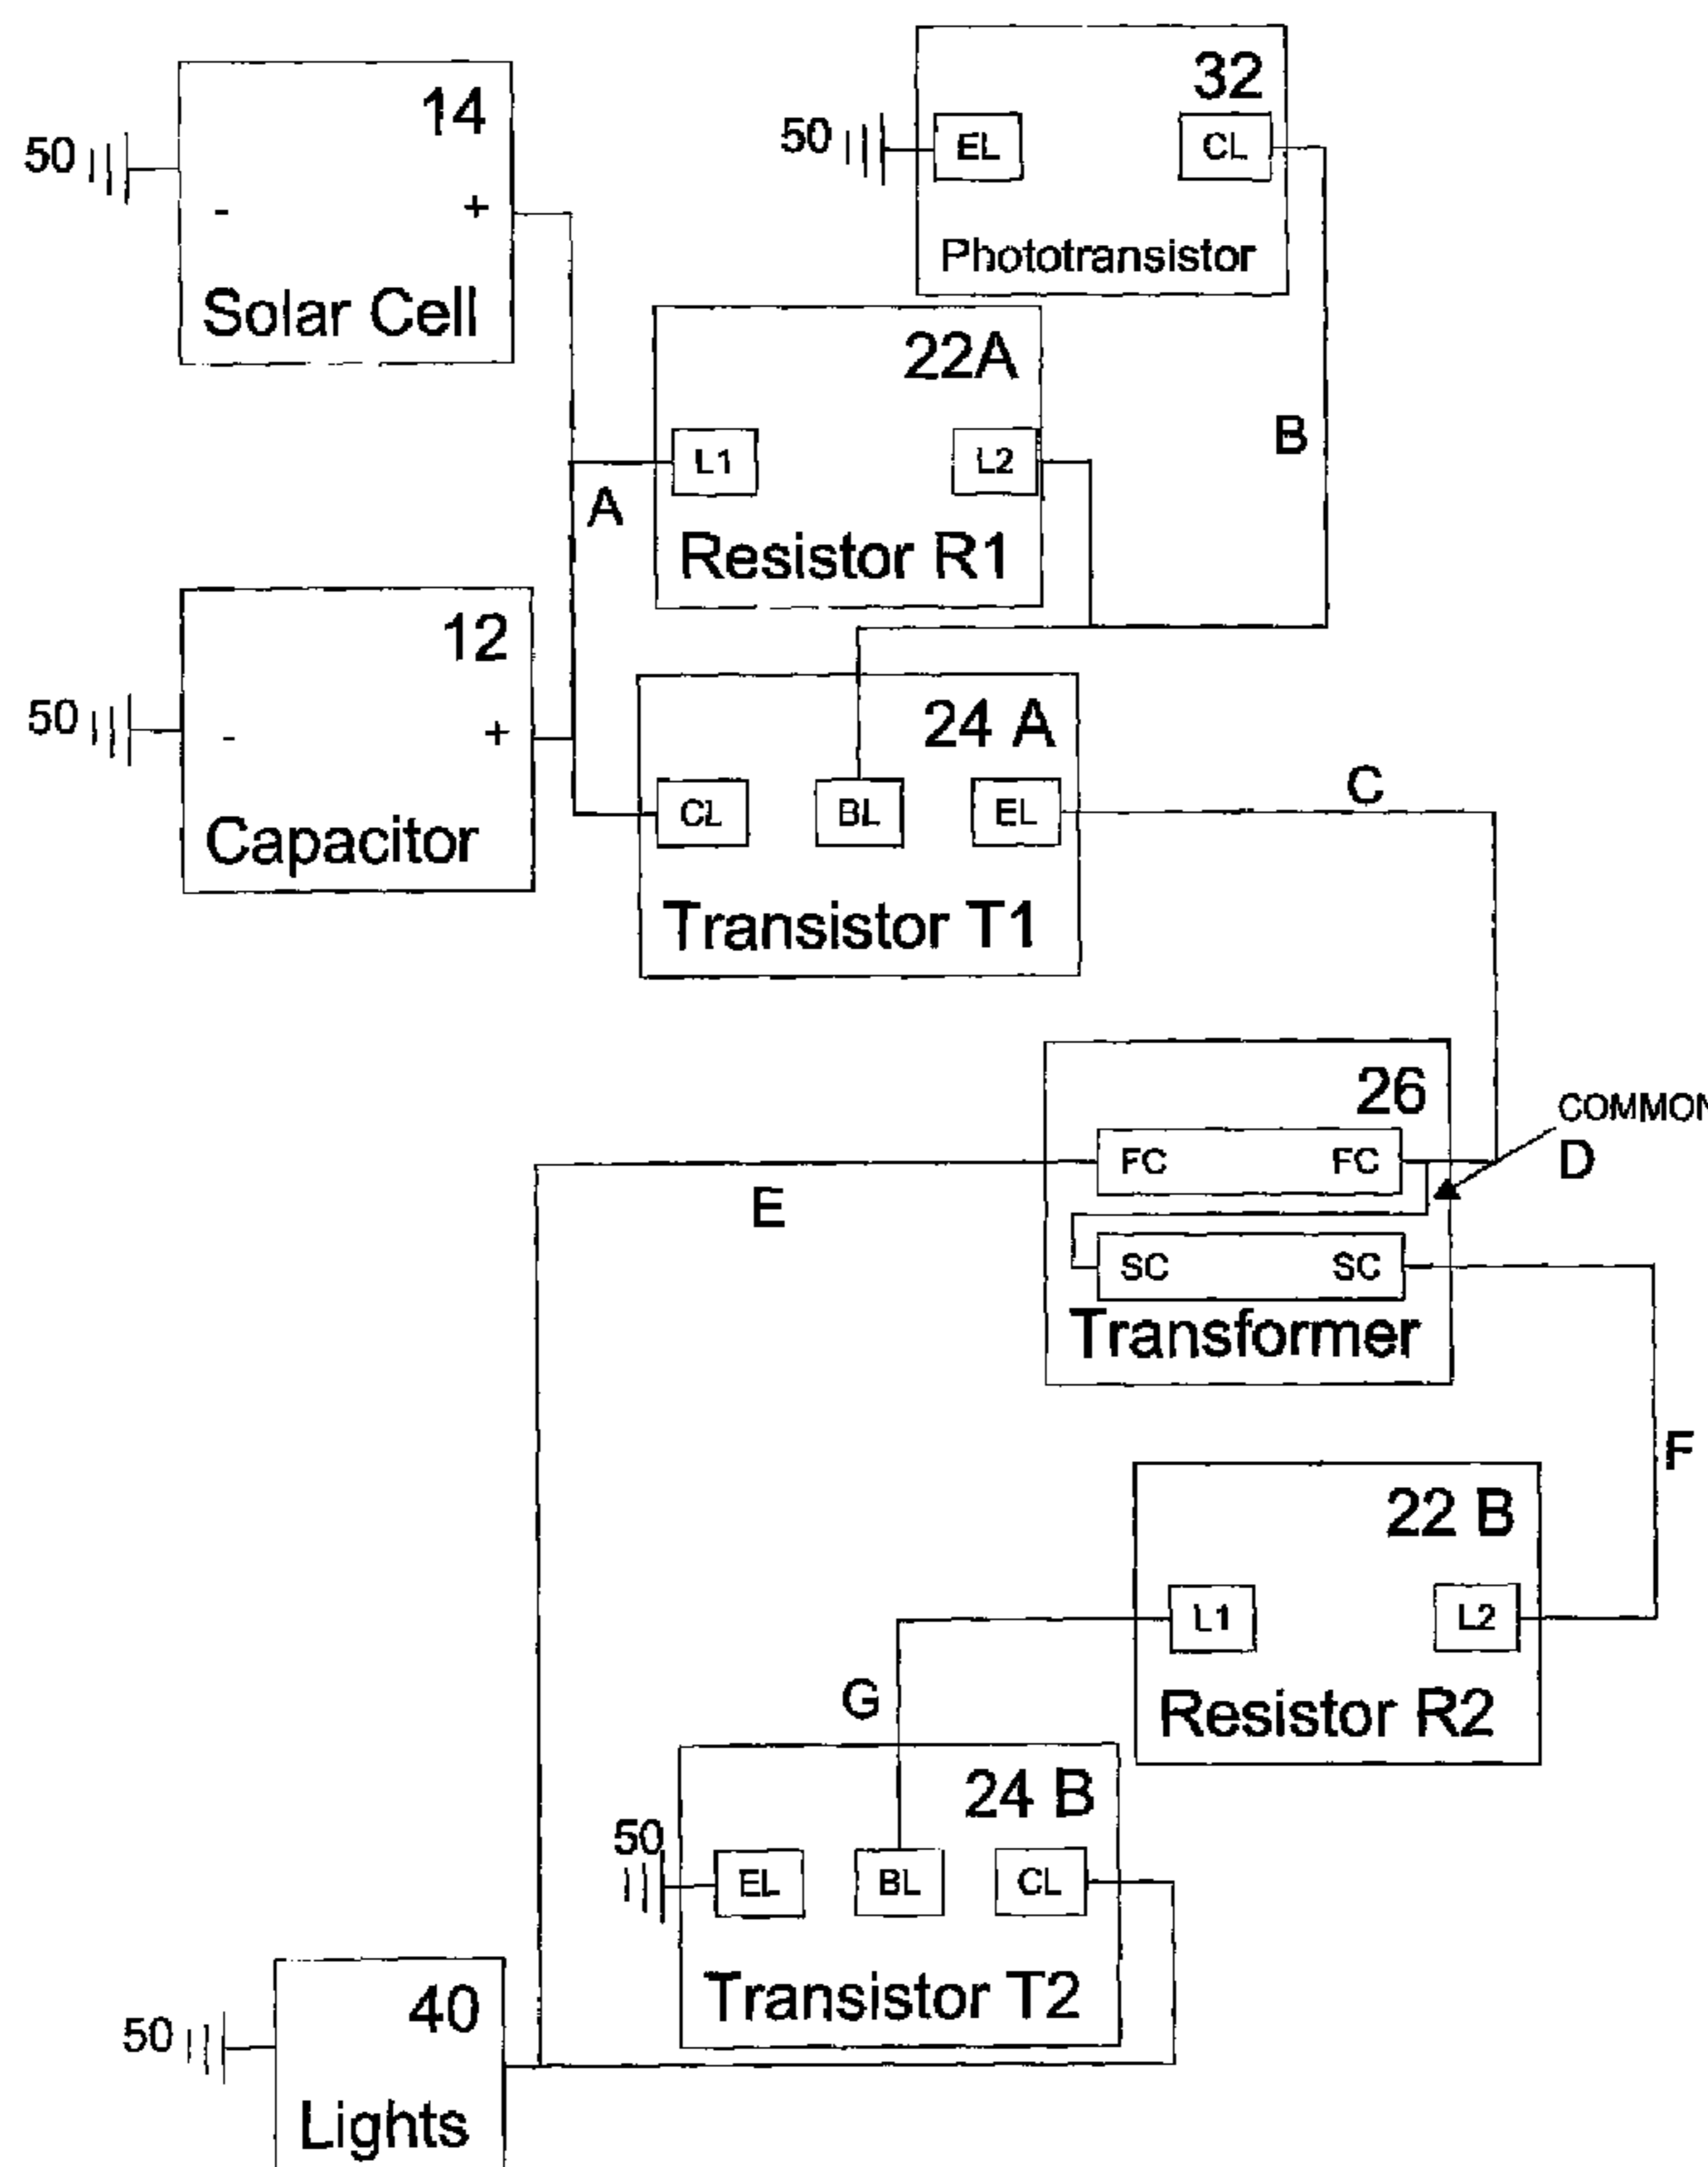 14
50
-
+
Solar Cell
32
50
EL
CL
Phototransistor
22A
L1
L2
Resistor R1
A
B
12
50
-
+
Capacitor
24 A
CL
BL
EL
Transistor T1
C
26
COMMON
D
FC
FC
E
SC
SC
Transformer
F
22 B
L1
L2
Resistor R2
G
24 B
50
EL
BL
CL
Transistor T2
40
50
Lights